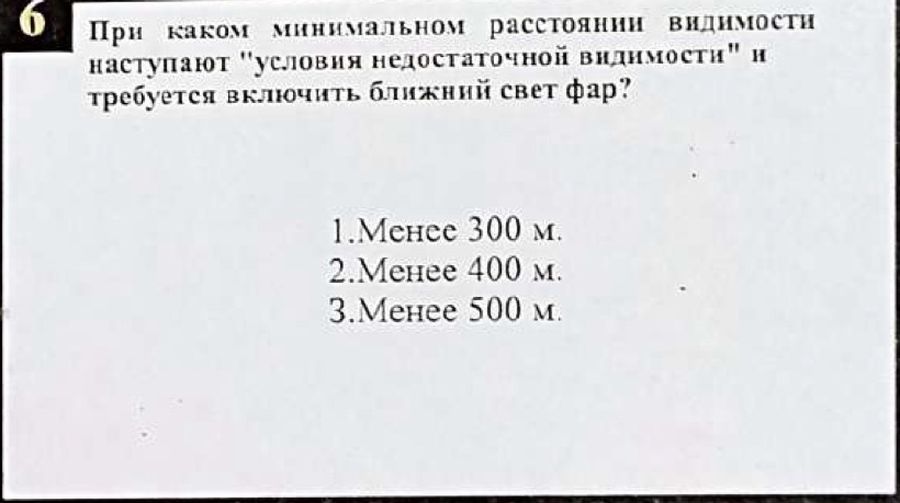 6
При каком минимальном расстоянии видимости
наступают "условия недостаточной видимости" и
требуется включить ближний свет фар?
1.Менее 300 м.
2.Менее 400 м.
3.Менее 500 м.